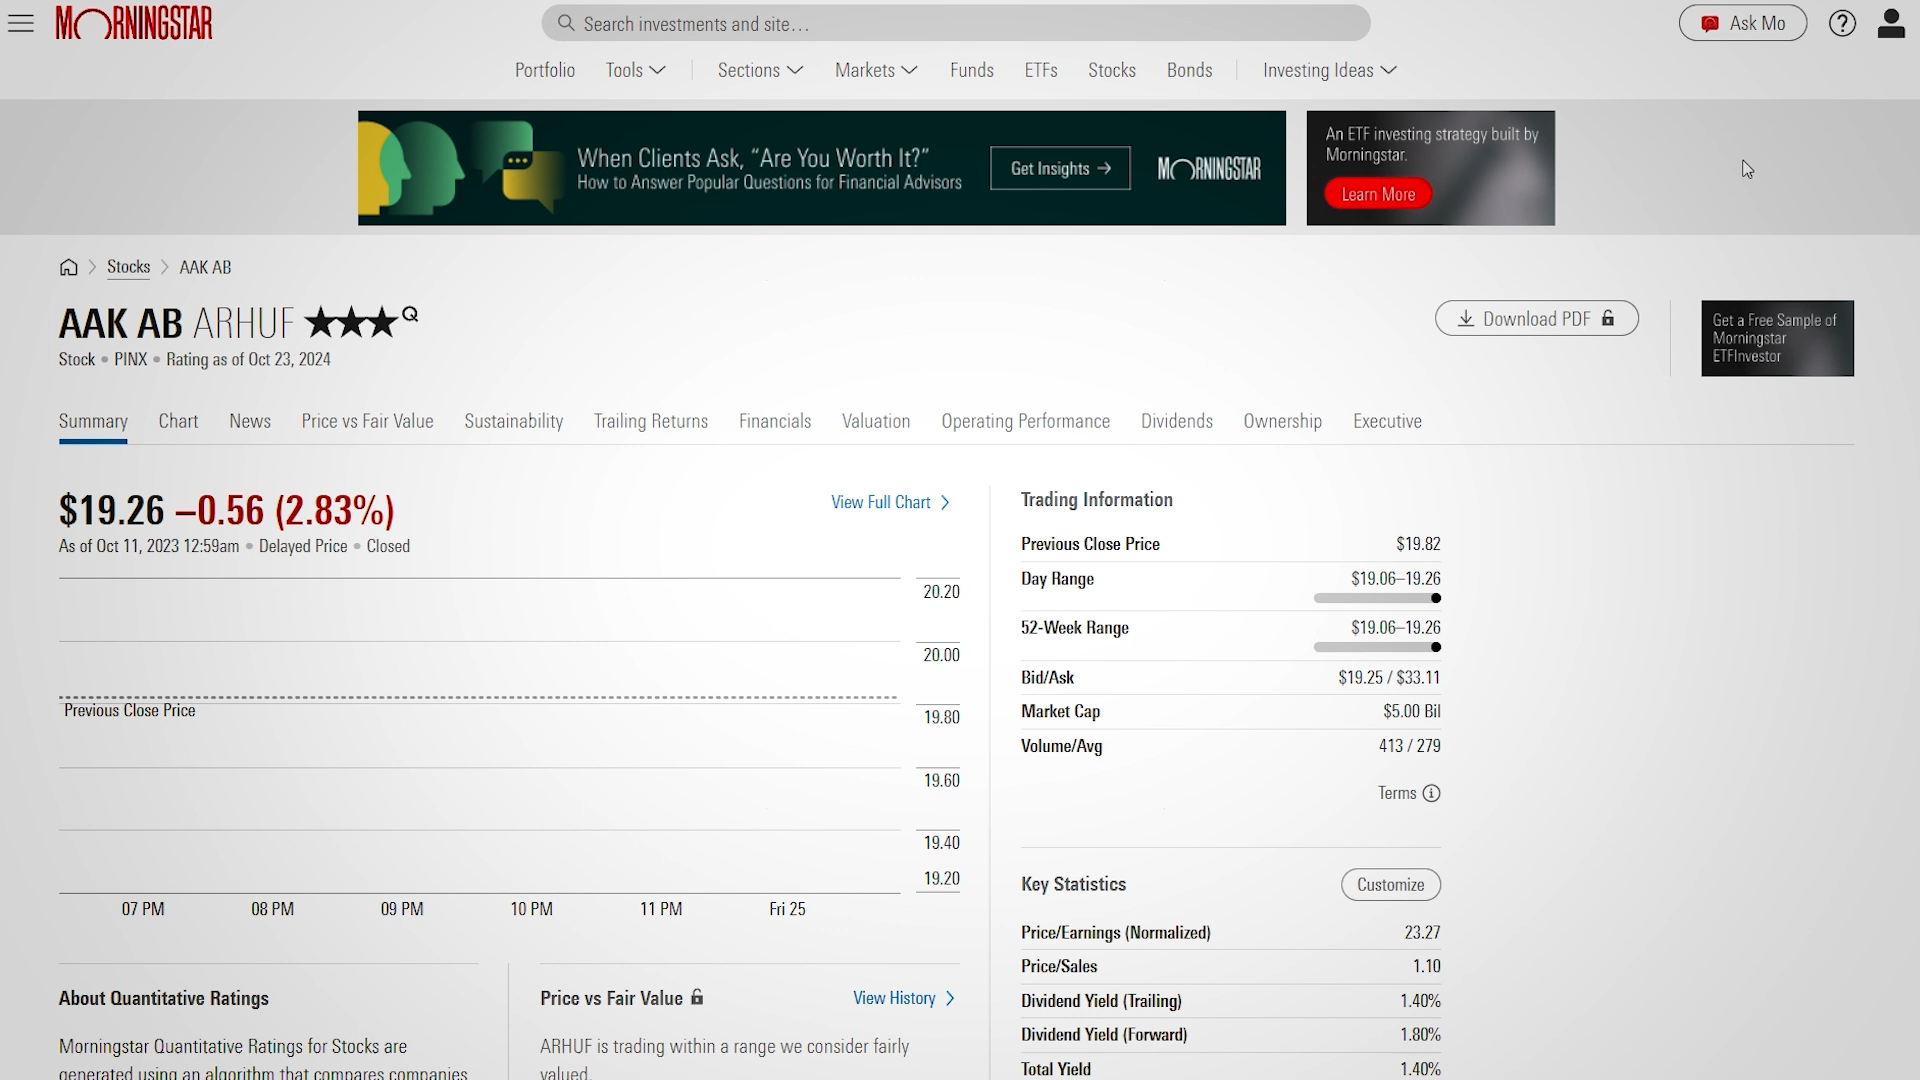 MORNINGSTAR
Search investments and site…
Ask Mo
Portfolio Tools Sections Markets Funds ETFs Stocks Bonds Investing Ideas
When Clients Ask, “Are You Worth It?”
How to Answer Popular Questions for Financial Advisors
Get Insights →
MORNINGSTAR
An ETF investing strategy built by
Morningstar.
Learn More
Stocks AAK AB
AAK AB ARHUF ★★★Q
Stock • PINX • Rating as of Oct 23, 2024
Download PDF
Get a Free Sample of
Morningstar
ETFInvestor
Summary Chart News Price vs Fair Value Sustainability Trailing Returns Financials Valuation Operating Performance Dividends Ownership Executive
$19.26 –0.56 (2.83%)
As of Oct 11, 2023 12:59am • Delayed Price • Closed
View Full Chart
20.20
20.00
Previous Close Price
19.80
19.60
19.40
19.20
07 PM 08 PM 09 PM 10 PM 11 PM Fri 25
Trading Information
Previous Close Price $19.82
Day Range $19.06–19.26
52-Week Range $19.06–19.26
Bid/Ask $19.25 / $33.11
Market Cap $5.00 Bil
Volume/Avg 413 / 279
Terms
Key Statistics Customize
Price/Earnings (Normalized) 23.27
Price/Sales 1.10
Dividend Yield (Trailing) 1.40%
Dividend Yield (Forward) 1.80%
Total Yield 1.40%
About Quantitative Ratings
Morningstar Quantitative Ratings for Stocks are
generated using an algorithm that compares companies
Price vs Fair Value View History
ARHUF is trading within a range we consider fairly
valued.